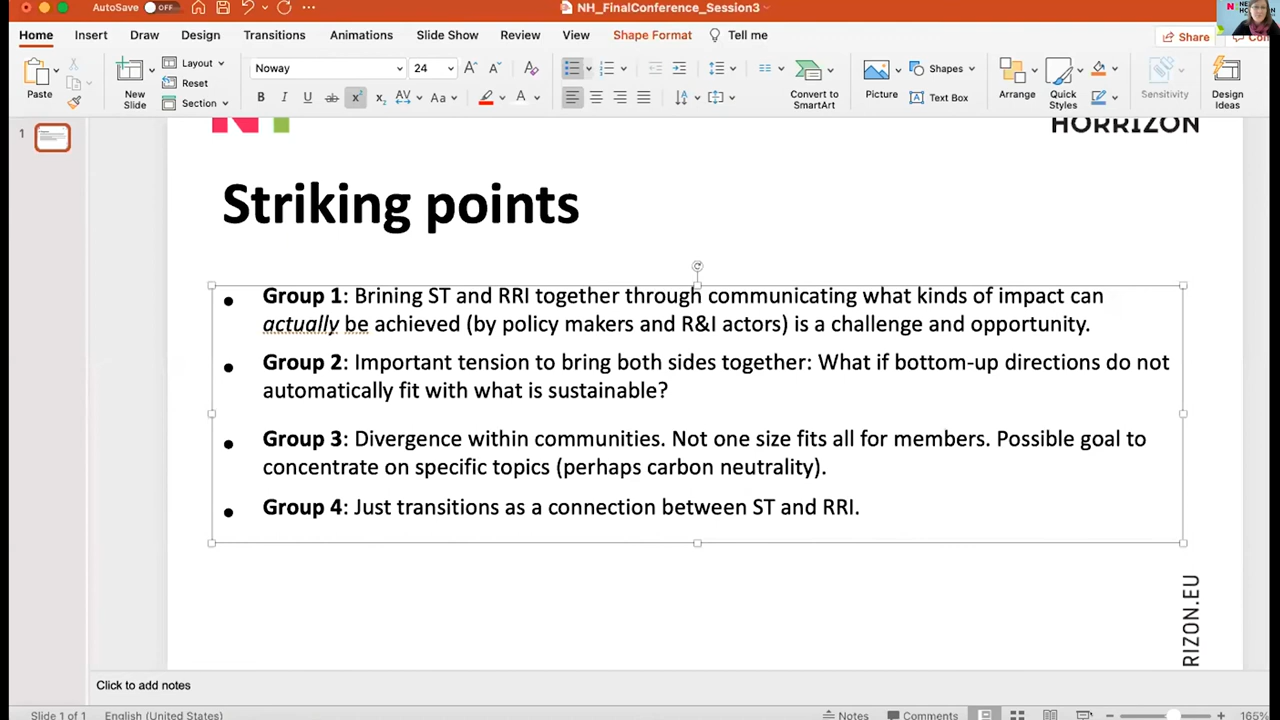 AutoSave OFF
NH_FinalConference_Session3
Home Insert Draw Design Transitions Animations Slide Show Review View Shape Format Tell me
Share
Paste
New Slide
Layout
Reset
Section
Noway 24
B I U ab x² x₂ AV Aa
A
Convert to SmartArt
Picture
Shapes
Text Box
Arrange
Quick Styles
Sensitivity
Design Ideas
1
HORRIZON
Striking points
• Group 1: Brining ST and RRI together through communicating what kinds of impact can
actually be achieved (by policy makers and R&I actors) is a challenge and opportunity.
• Group 2: Important tension to bring both sides together: What if bottom-up directions do not
automatically fit with what is sustainable?
• Group 3: Divergence within communities. Not one size fits all for members. Possible goal to
concentrate on specific topics (perhaps carbon neutrality).
• Group 4: Just transitions as a connection between ST and RRI.
RIZON.EU
Click to add notes
Slide 1 of 1 English (United States) Notes Comments 165%